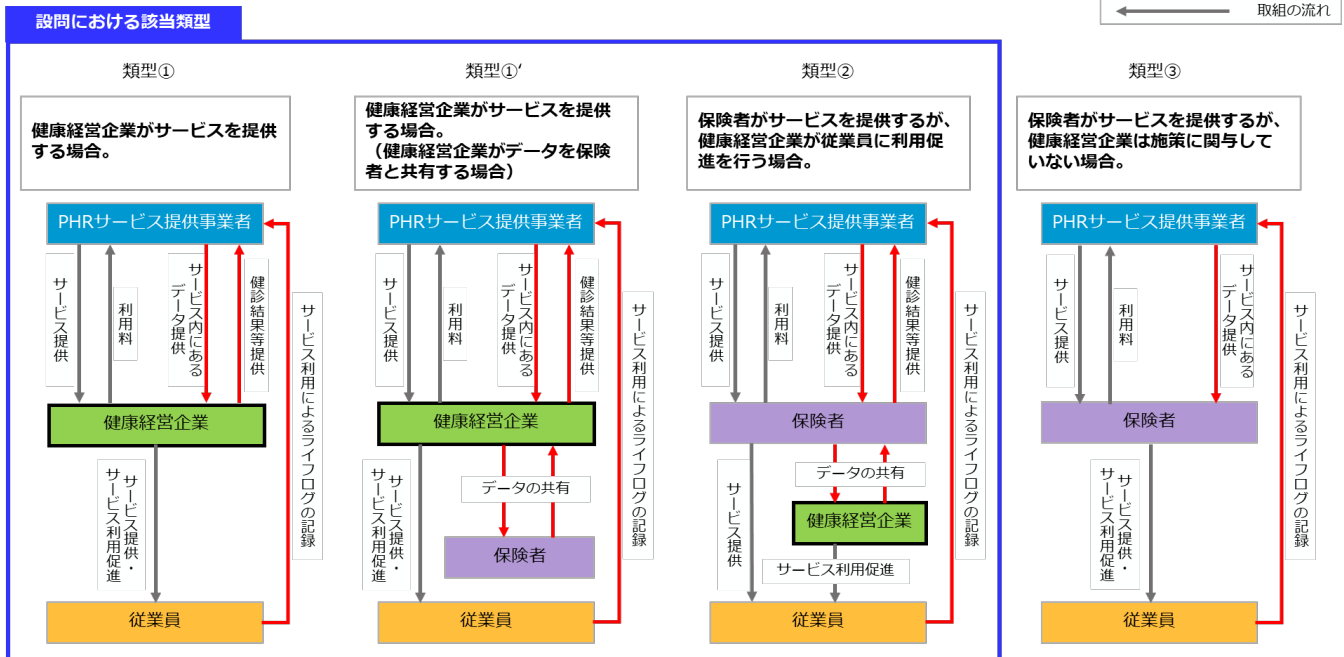 取組の流れ
設問における該当類型
類型①
健康経営企業がサービスを提供
する場合。
PHRサービス提供事業者
サービス提供
利用料
サービス内にある
データ提供
健診結果等提供
サービス利用によるライフログの記録
健康経営企業
サービス提供・
サービス利用促進
従業員
類型①‘
健康経営企業がサービスを提供
する場合。
（健康経営企業がデータを保険
者と共有する場合）
PHRサービス提供事業者
サービス提供
利用料
サービス内にある
データ提供
健診結果等提供
サービス利用によるライフログの記録
健康経営企業
サービス提供・
サービス利用促進
データの共有
保険者
従業員
類型②
保険者がサービスを提供するが、
健康経営企業が従業員に利用促
進を行う場合。
PHRサービス提供事業者
サービス提供
利用料
サービス内にある
データ提供
健診結果等提供
サービス利用によるライフログの記録
保険者
サービス提供
データの共有
健康経営企業
サービス利用促進
従業員
類型③
保険者がサービスを提供するが、
健康経営企業は施策に関与して
いない場合。
PHRサービス提供事業者
サービス提供
利用料
サービス内にある
データ提供
サービス利用によるライフログの記録
保険者
サービス提供・
サービス利用促進
従業員